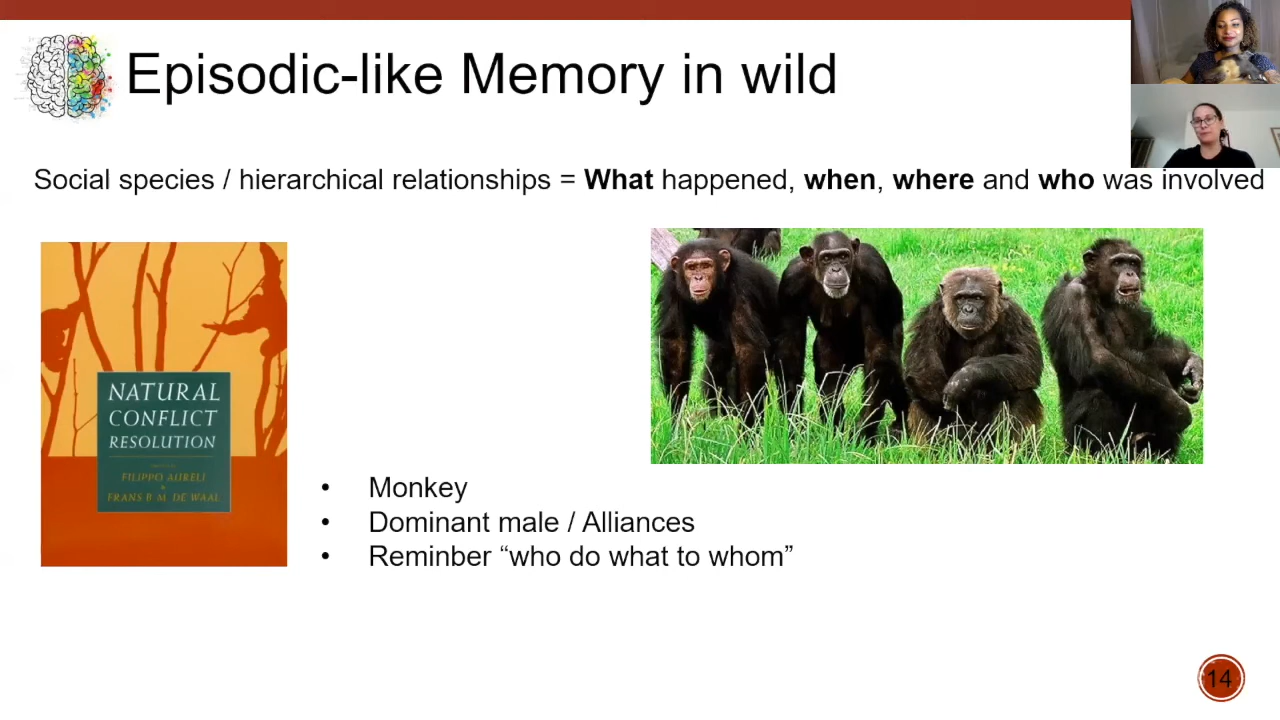 Episodic-like Memory in wild
Social species / hierarchical relationships = What happened, when, where and who was involved
NATURAL
CONFLICT
RESOLUTION
FILIPPO AURELI
FRANS B. M. DE WAAL
• Monkey
• Dominant male / Alliances
• Reminber “who do what to whom”
14